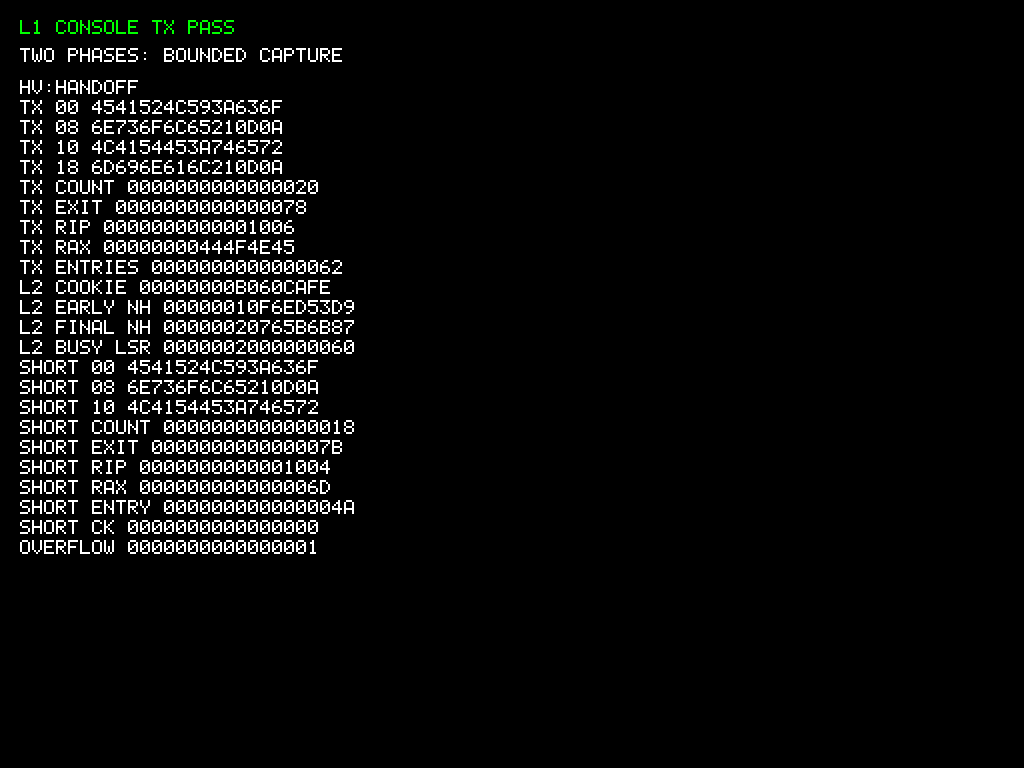 L1 CONSOLE TX PASS
TWO PHASES: BOUNDED CAPTURE
HV:HANDOFF
TX 00 4541524C593A636F
TX 08 6E736F6C65210D0A
TX 10 4C4154453A746572
TX 18 6D696E616C210D0A
TX COUNT 0000000000000020
TX EXIT 0000000000000078
TX RIP 0000000000001006
TX RAX 00000000444F4E45
TX ENTRIES 0000000000000062
L2 COOKIE 00000000B060CAFE
L2 EARLY NH 00000010F6ED53D9
L2 FINAL NH 00000020765B6B87
L2 BUSY LSR 0000002000000060
SHORT 00 4541524C593A636F
SHORT 08 6E736F6C65210D0A
SHORT 10 4C4154453A746572
SHORT COUNT 0000000000000018
SHORT EXIT 000000000000007B
SHORT RIP 0000000000001004
SHORT RAX 000000000000006D
SHORT ENTRY 000000000000004A
SHORT CK 0000000000000000
OVERFLOW 0000000000000001